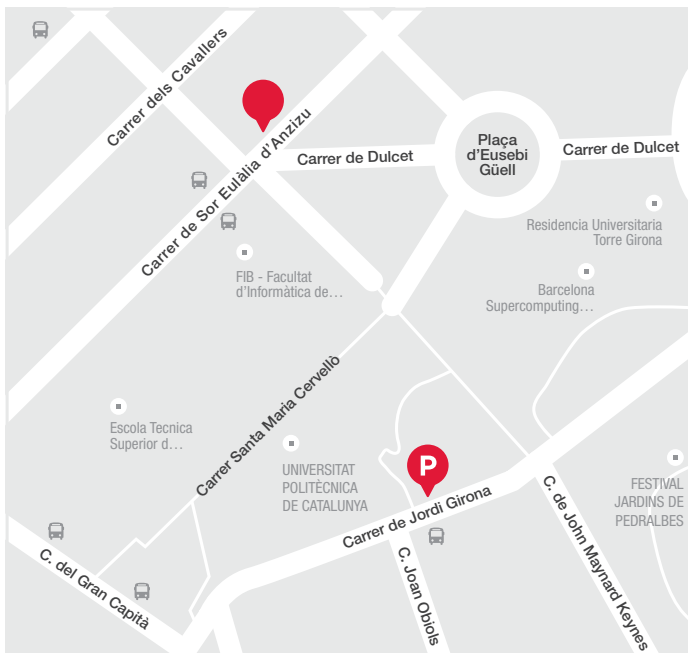 Carrer dels Cavallers
Carrer de Sor Eulàlia d'Anzizu
Carrer de Dulcet
Plaça
d'Eusebi
Güell
Carrer de Dulcet
Residencia Universitaria
Torre Girona
FIB - Facultat
d'Informàtica de...
Barcelona
Supercomputing...
Carrer Santa Maria Cervellò
Escola Tecnica
Superior d...
UNIVERSITAT
POLITÈCNICA
DE CATALUNYA
P
Carrer de Jordi Girona
FESTIVAL
JARDINS DE
PEDRALBES
C. de John Maynard Keynes
C. Joan Obiols
C. del Gran Capità